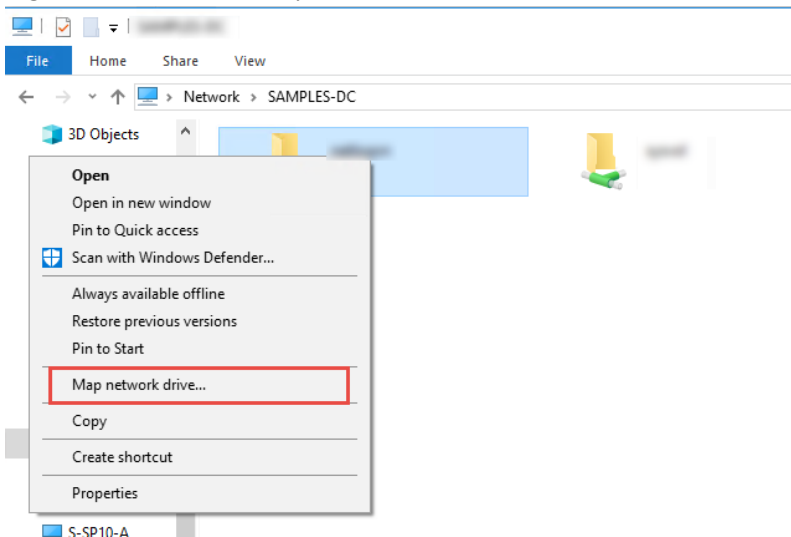 File Home Share View
Network > SAMPLES-DC
3D Objects
Open
Open in new window
Pin to Quick access
Scan with Windows Defender...
Always available offline
Restore previous versions
Pin to Start
Map network drive...
Copy
Create shortcut
Properties
S-SP10-A